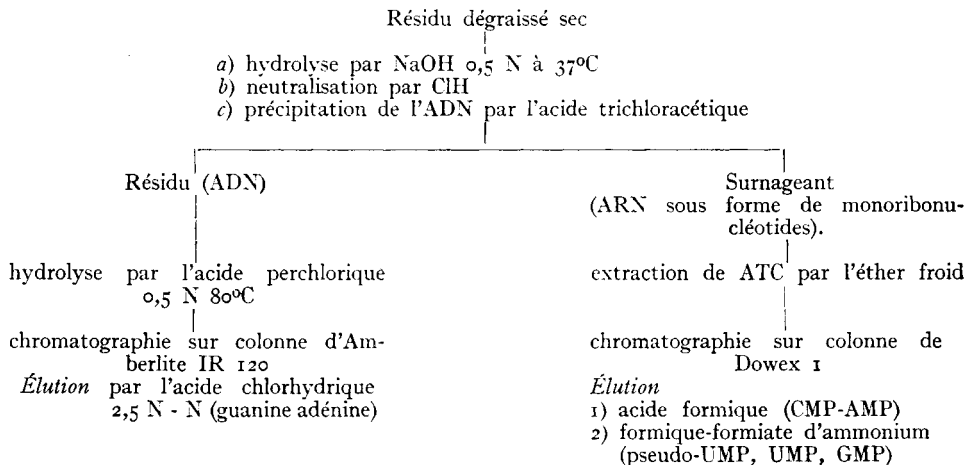 Résidu dégraissé sec
a) hydrolyse par NaOH 0,5 N à 37°C
b) neutralisation par ClH
c) précipitation de l'ADN par l'acide trichloracétique
Résidu (ADN)
hydrolyse par l'acide perchlorique
0,5 N 80°C
chromatographie sur colonne d'Am-
berlite IR 120
Élution par l'acide chlorhydrique
2,5 N - N (guanine adénine)
Surnageant
(ARN sous forme de monoribonu-
cléotides).
extraction de ATC par l'éther froid
chromatographie sur colonne de
Dowex 1
Élution
1) acide formique (CMP-AMP)
2) formique-formiate d'ammonium
(pseudo-UMP, UMP, GMP)